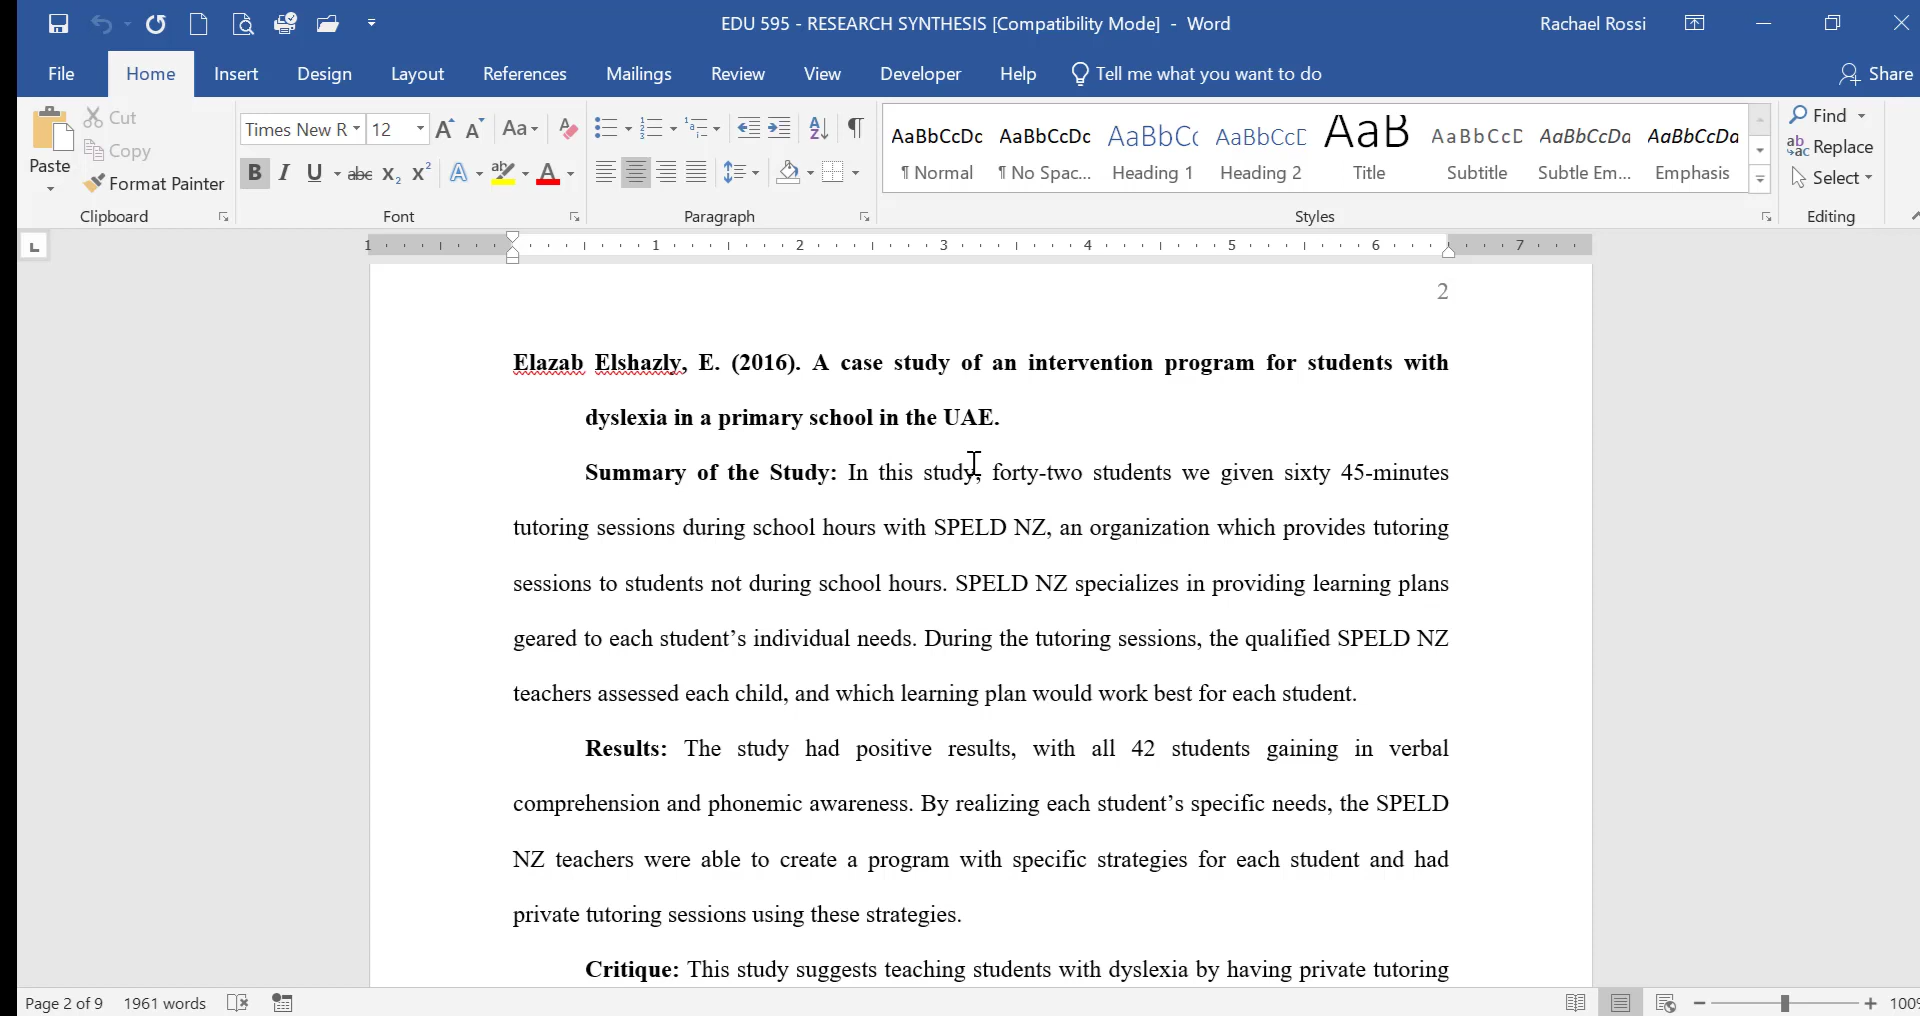 EDU 595 - RESEARCH SYNTHESIS [Compatibility Mode] - Word
Rachael Rossi
File Home Insert Design Layout References Mailings Review View Developer Help Tell me what you want to do Share
Paste
Cut
Copy
Format Painter
Clipboard
Times New R 12
Font
Paragraph
AaBbCcDc AaBbCcDc AaBbCc AaBbCcD AaB AaBbCcD AaBbCcDa AaBbCcDa
¶ Normal ¶ No Spac... Heading 1 Heading 2 Title Subtitle Subtle Em... Emphasis
Styles
Find
Replace
Select
Editing
1 1 2 3 4 5 6 7
2
Elazab Elshazly, E. (2016). A case study of an intervention program for students with
dyslexia in a primary school in the UAE.
Summary of the Study: In this study, forty-two students we given sixty 45-minutes
tutoring sessions during school hours with SPELD NZ, an organization which provides tutoring
sessions to students not during school hours. SPELD NZ specializes in providing learning plans
geared to each student’s individual needs. During the tutoring sessions, the qualified SPELD NZ
teachers assessed each child, and which learning plan would work best for each student.
Results: The study had positive results, with all 42 students gaining in verbal
comprehension and phonemic awareness. By realizing each student’s specific needs, the SPELD
NZ teachers were able to create a program with specific strategies for each student and had
private tutoring sessions using these strategies.
Critique: This study suggests teaching students with dyslexia by having private tutoring
Page 2 of 9 1961 words 100%